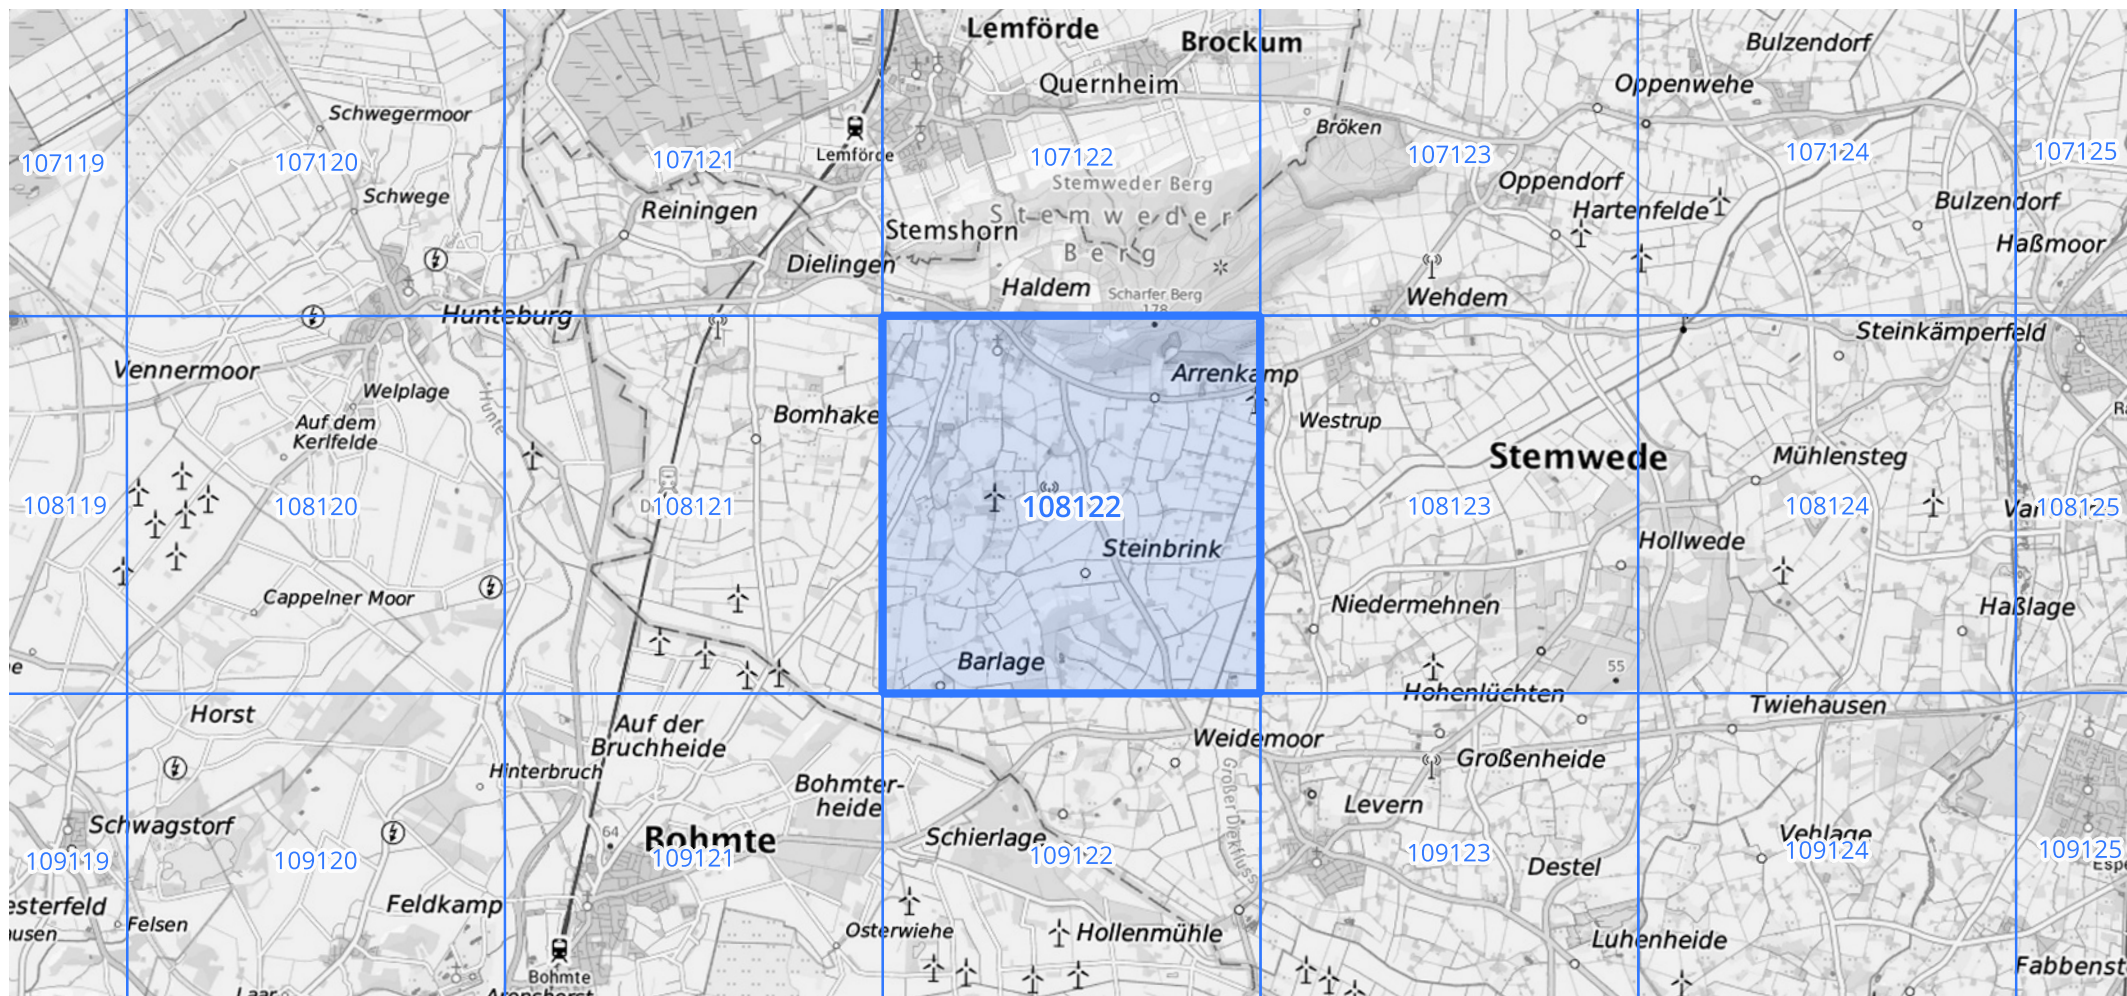 Lemförde
Brockum
Bulzendorf
Quernheim
Oppenwehe
Schwegermoor
Bröken
Lemförde
107119
107120
107121
107122
107123
107124
107125
Stemweder Berg
Oppendorf
Schwege
Reiningen
Stemweder
Berg
Hartenfelde
Bulzendorf
Stemshorn
Haßmoor
Dielingen
Haldem
Scharfer Berg
178
Wehdem
Hunteburg
Steinkämperfeld
Vennermoor
Arrenkamp
Welplage
Hunte
Bomhake
Auf dem
Kerlfelde
Westrup
Stemwede
Mühlensteg
108119
108120
108121
108122
108123
108124
108125
Steinbrink
Hollwede
Cappelner Moor
Niedermehnen
Haßlage
Barlage
55
Hohenlüchten
Horst
Auf der
Bruchheide
Twiehausen
Weidemoor
Hinterbruch
Großenheide
Bohmter-
heide
Großer Diekfluss
Levern
Schwagstorf
64
Bohmte
Schierlage
Vehlage
109119
109120
109121
109122
109123
109124
109125
Destel
Feldkamp
Felsen
Osterwiehe
Hollenmühle
Luhenheide
Bohmte